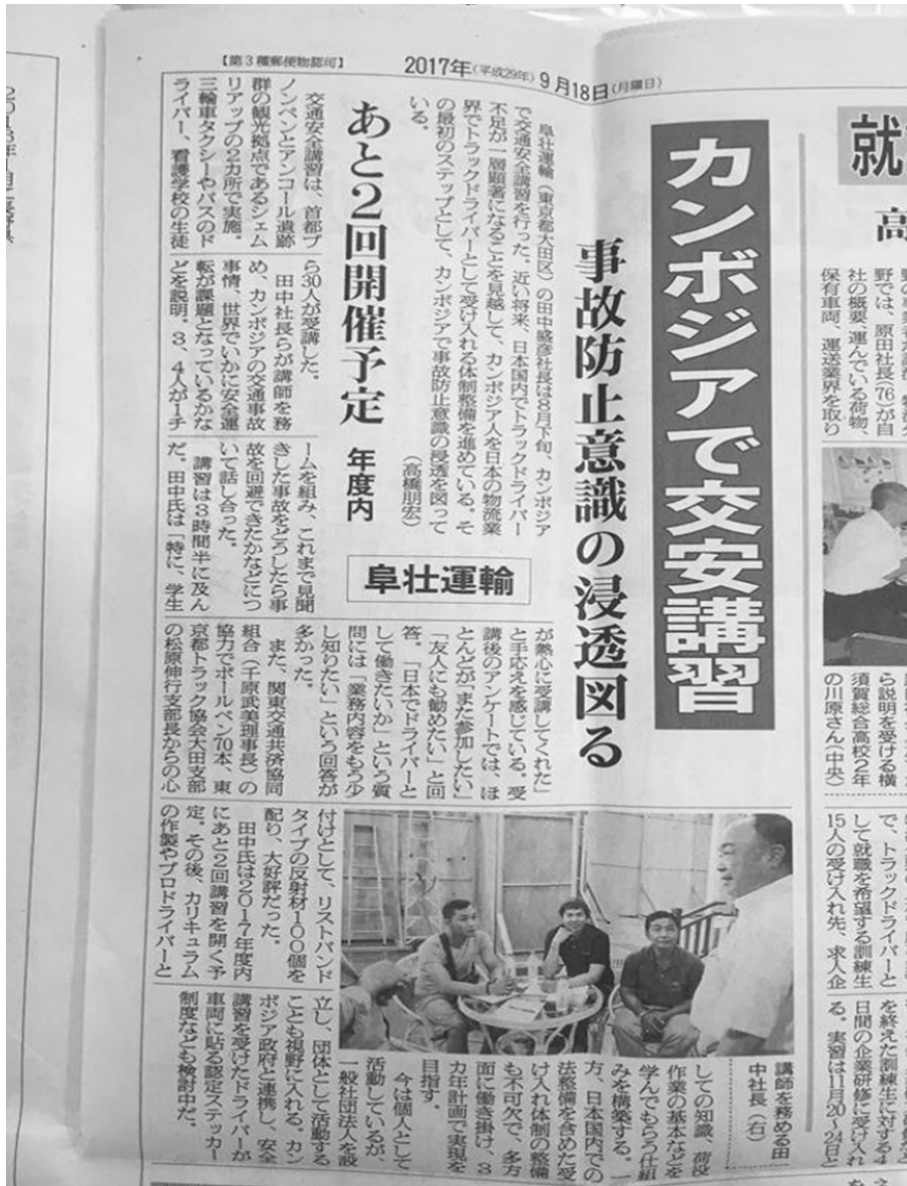 【第3種郵便物認可】
2017年(平成29年)9月18日(月曜日)
就
高
野では、原田社長(76)が自
社の概要、運んでいる荷物、
保有車両、運送業界を取り
ら説明を受ける横
須賀総合高校2年
の川原さん(中央)
で、トラックドライバーと
して就職を希望する訓練生
15人の受け入れ先、求人企
を終えた訓練生に対する4
日間の企業研修に受け入れ
る。実習は11月20〜24日と
カンボジアで交安講習
事故防止意識の浸透図る
阜壮運輸(東京都大田区)の田中盛彦社長は8月下旬、カンボジア
で交通安全講習を行った。近い将来、日本国内でトラックドライバー
不足が一層顕著になることを見越して、カンボジア人を日本の物流業
界でトラックドライバーとして受け入れる体制整備を進めている。そ
の最初のステップとして、カンボジアで事故防止意識の浸透を図って
いる。
(高橋朋宏)
あと2回開催予定 年度内
阜壮運輸
交通安全講習は、首都プ
ノンペンとアンコール遺跡
群の観光拠点であるシェム
リアップの2カ所で実施。
三輪車タクシーやバスのド
ライバー、看護学校の生徒
ら30人が受講した。
田中社長らが講師を務
め、カンボジアの交通事故
事情、世界でいかに安全運
転が課題となっているかな
どを説明。3、4人が1チ
ームを組み、これまで見聞
きした事故をどうしたら事
故を回避できたかなどにつ
いて話し合った。
講習は3時間半に及ん
だ。田中氏は「特に、学生
が熱心に受講してくれた」
と手応えを感じている。受
講後のアンケートでは、ほ
とんどが「また参加したい」
「友人にも勧めたい」と回
答。「日本でドライバーと
して働きたいか」という質
問には「業務内容をもう少
し知りたい」という回答が
多かった。
また、関東交通共済協同
組合(千原武美理事長)の
協力でボールペン70本、東
京都トラック協会大田支部
の松原伸行支部長からの心
付けとして、リストバンド
タイプの反射材100個を
配り、大好評だった。
田中氏は2017年度内
にあと2回講習を開く予
定。その後、カリキュラム
の作製やプロドライバーと
しての知識、荷役
作業の基本などを
学んでもらう仕組
みを構築する。一
方、日本国内での
法整備を含めた受
け入れ体制の整備
も不可欠で、多方
面に働き掛け、3
カ年計画で実現を
目指す。
今は個人として
活動しているが、
一般社団法人を設
立し、団体として活動する
ことも視野に入れる。カン
ボジア政府と連携し、安全
講習を受けたドライバーが
車両に貼る認定ステッカー
制度なども検討中だ。
講師を務める田
中社長(右)